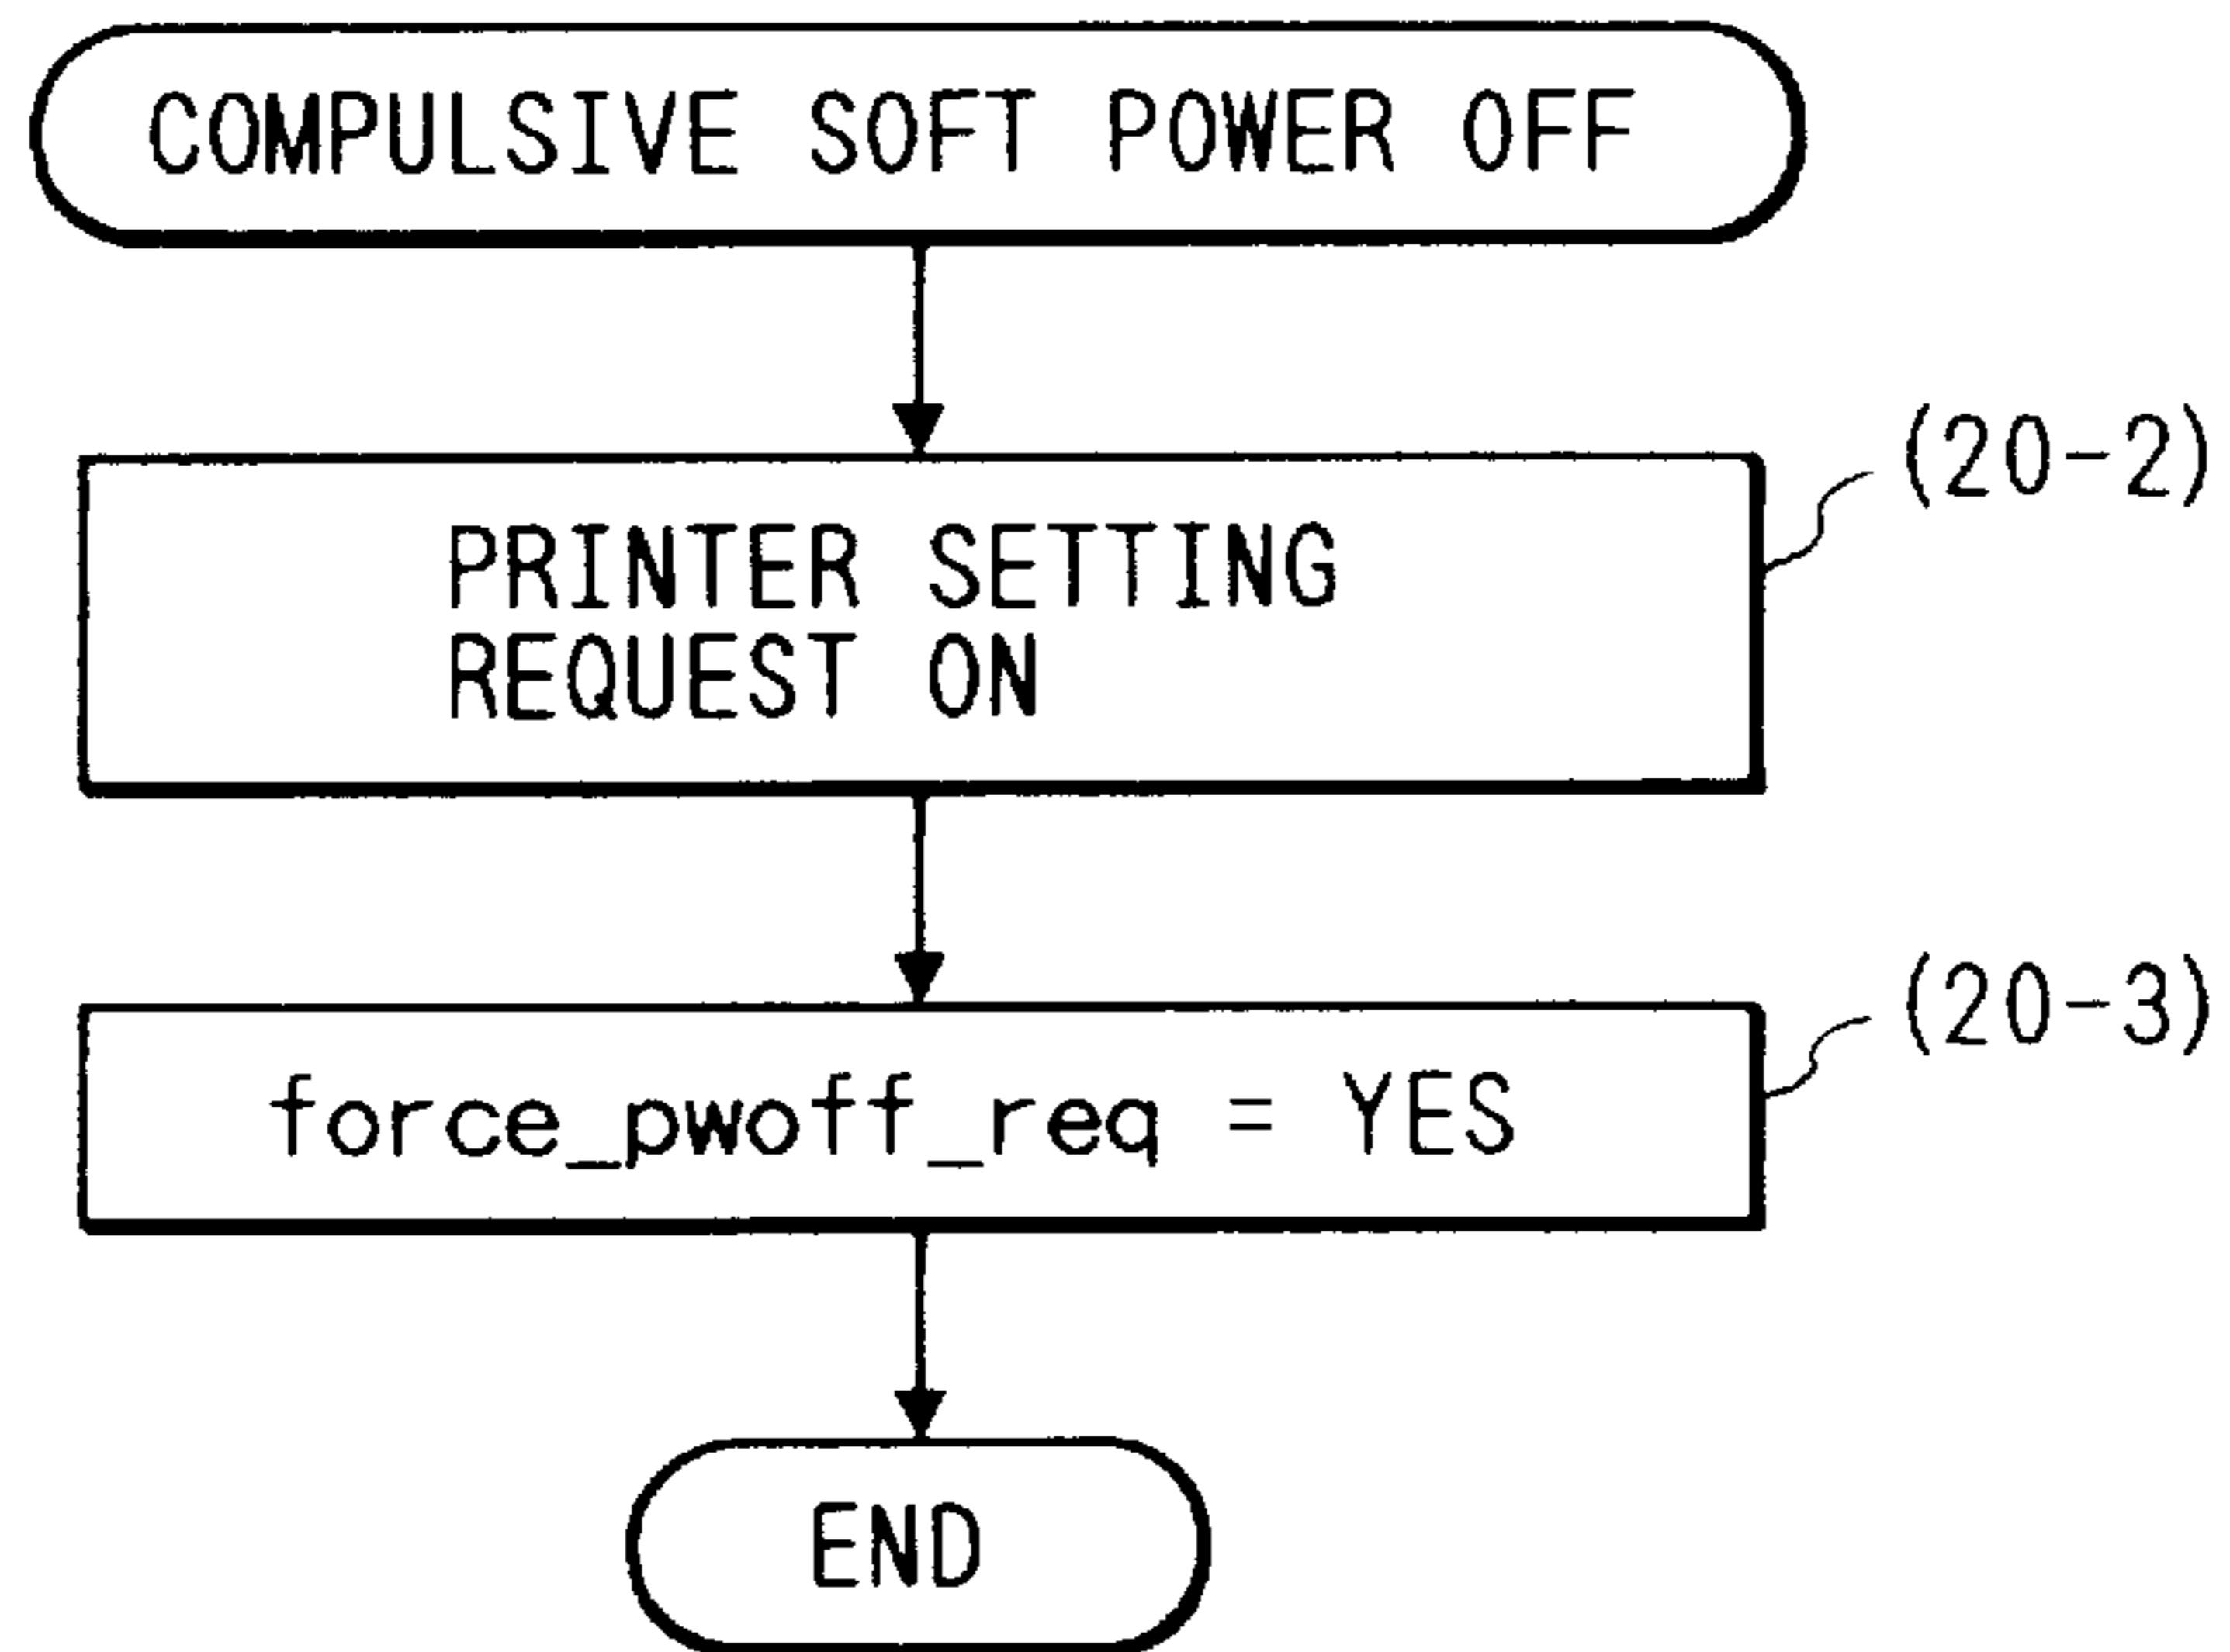 COMPULSIVE SOFT POWER OFF
(20-2)
PRINTER SETTING
REQUEST ON
(20-3)
force_pwoff_req = YES
END